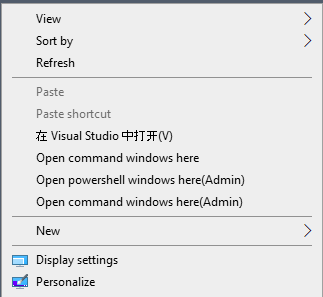 View
Sort by
Refresh
Paste
Paste shortcut
在 Visual Studio 中打开(V)
Open command windows here
Open powershell windows here(Admin)
Open command windows here(Admin)
New
Display settings
Personalize